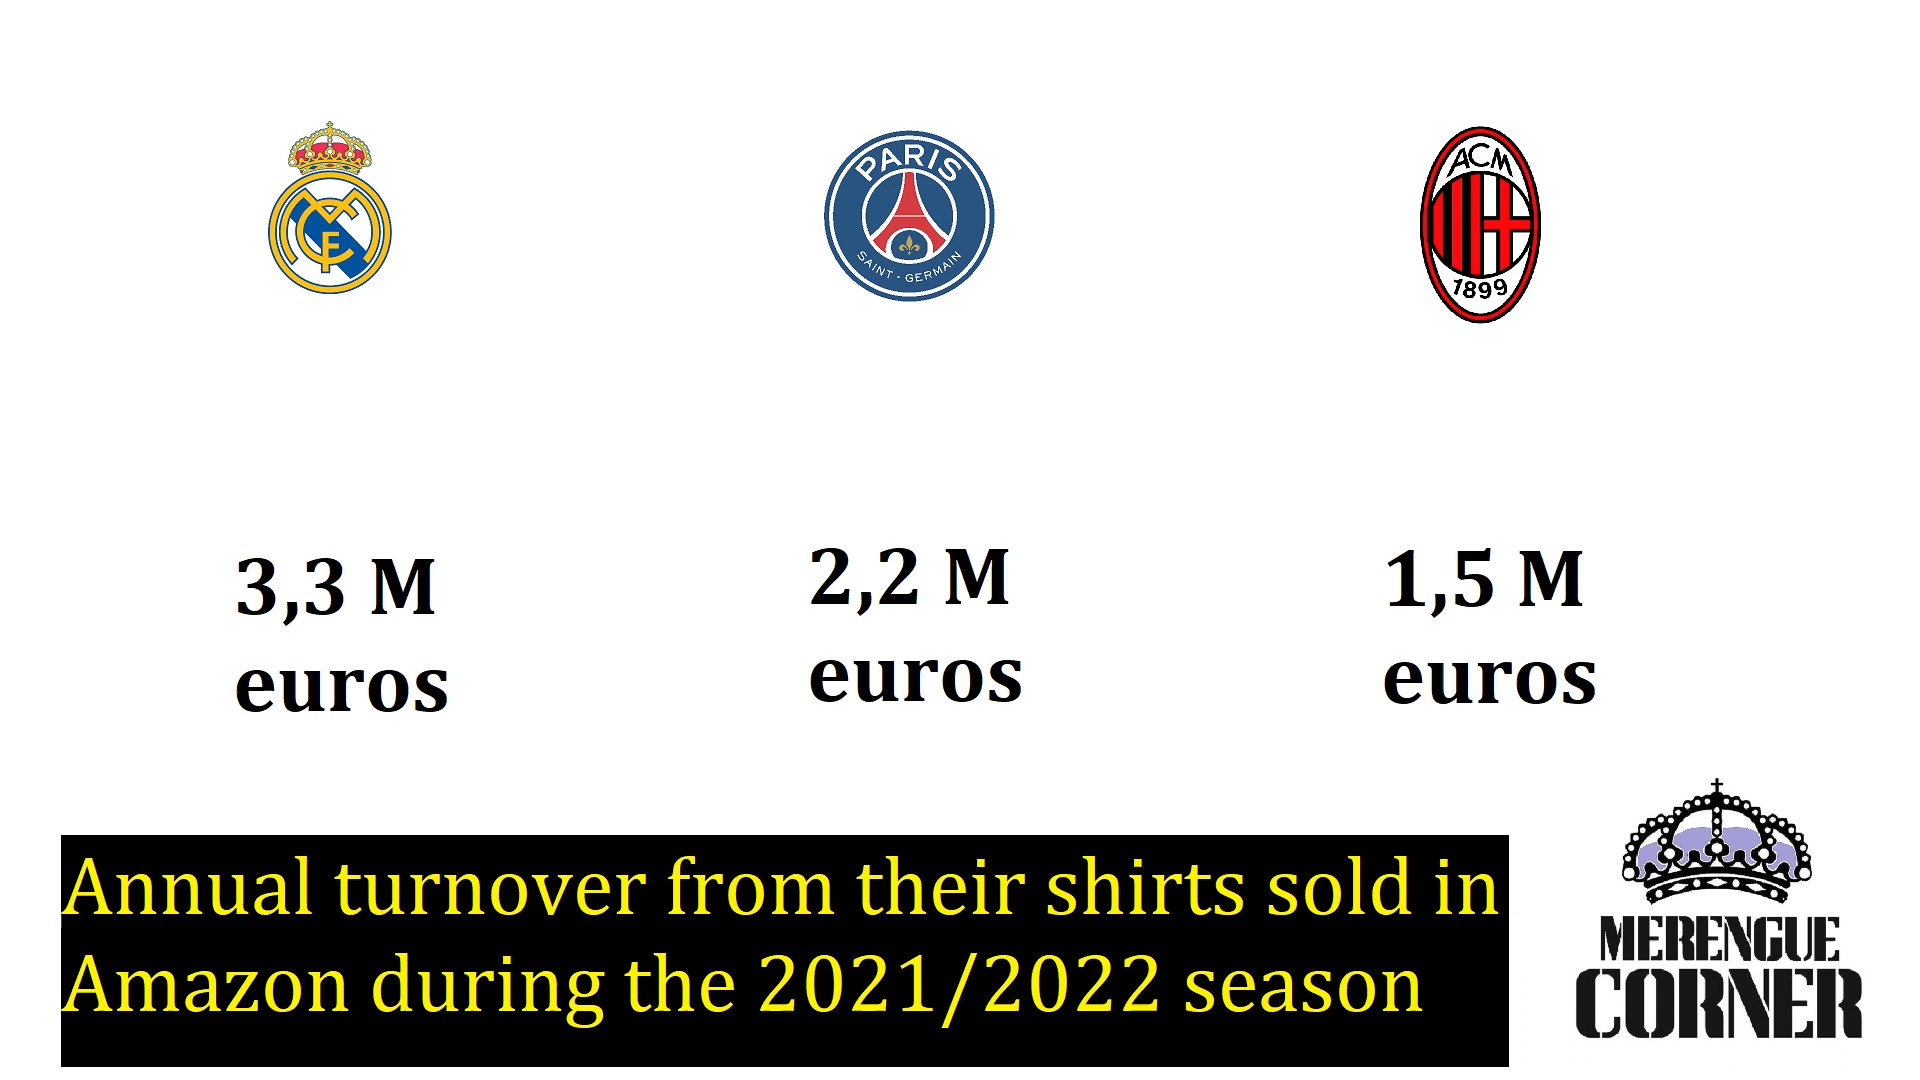 PARIS
SAINT - GERMAIN
ACM
1899
3,3 M
euros
2,2 M
euros
1,5 M
euros
Annual turnover from their shirts sold in
Amazon during the 2021/2022 season
MERENGUE
CORNER